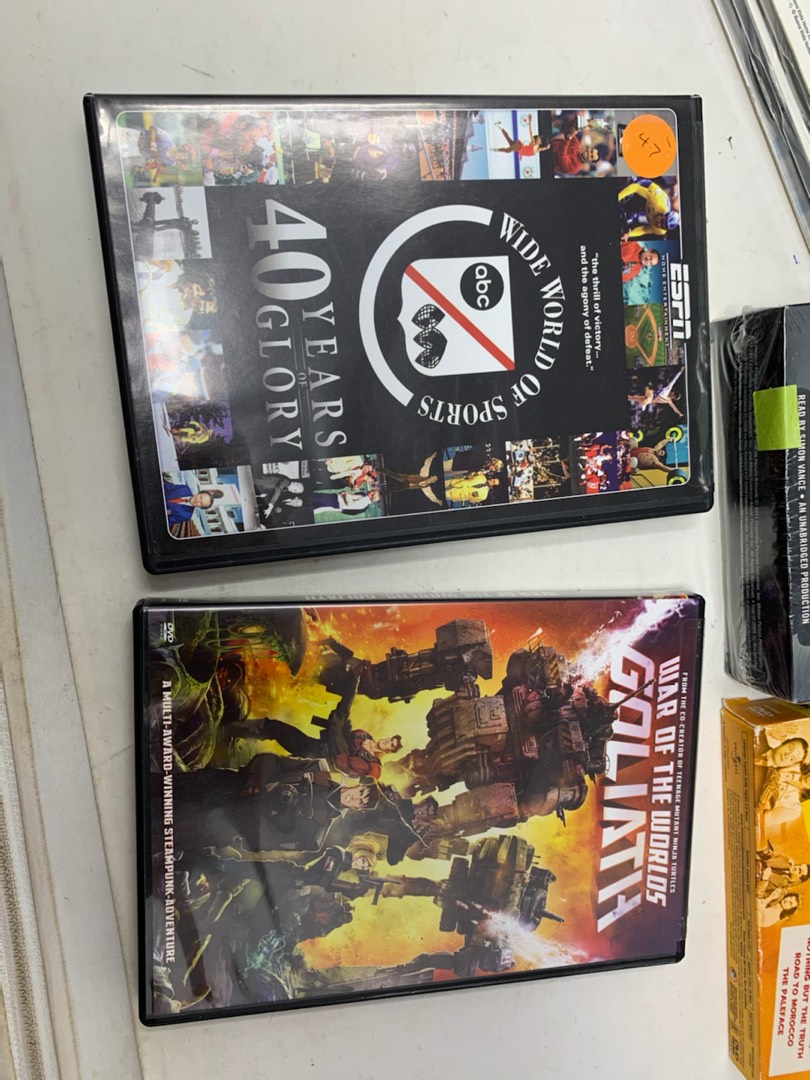 47
ESPN
HOME ENTERTAINMENT
"the thrill of victory...
and the agony of defeat."
WIDE WORLD OF SPORTS
abc
40 YEARS
OF
GLORY
FROM THE CO-CREATOR OF TEENAGE MUTANT NINJA TURTLES
WAR OF THE WORLDS
GOLIATH
DVD
A MULTI-AWARD-WINNING STEAMPUNK-ADVENTURE
READ BY SIMON VANCE • AN UNABRIDGED PRODUCTION
NOTHING BUT THE TRUTH
ROAD TO MOROCCO
THE PALEFACE